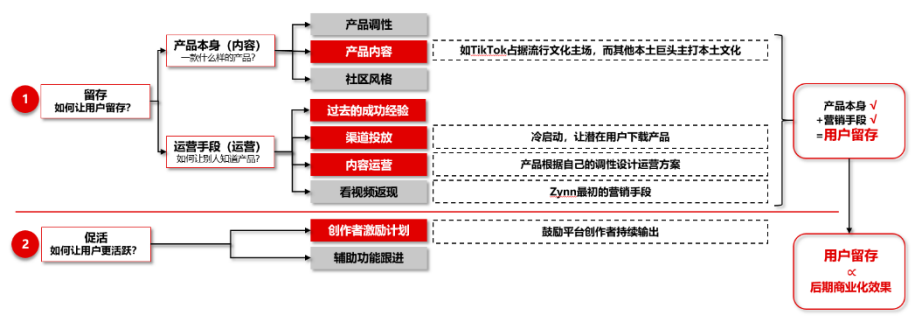 产品调性
产品本身（内容）
一款什么样的产品?
产品内容
如TikTok占据流行文化主场，而其他本土巨头主打本土文化
社区风格
1
留存
如何让用户留存?
过去的成功经验
产品本身 √
+营销手段 √
=用户留存
运营手段（运营）
如何让别人知道产品?
渠道投放
冷启动，让潜在用户下载产品
内容运营
产品根据自己的调性设计运营方案
看视频返现
Zynn最初的营销手段
2
促活
如何让用户更活跃?
创作者激励计划
鼓励平台创作者持续输出
辅助功能跟进
用户留存
∝
后期商业化效果